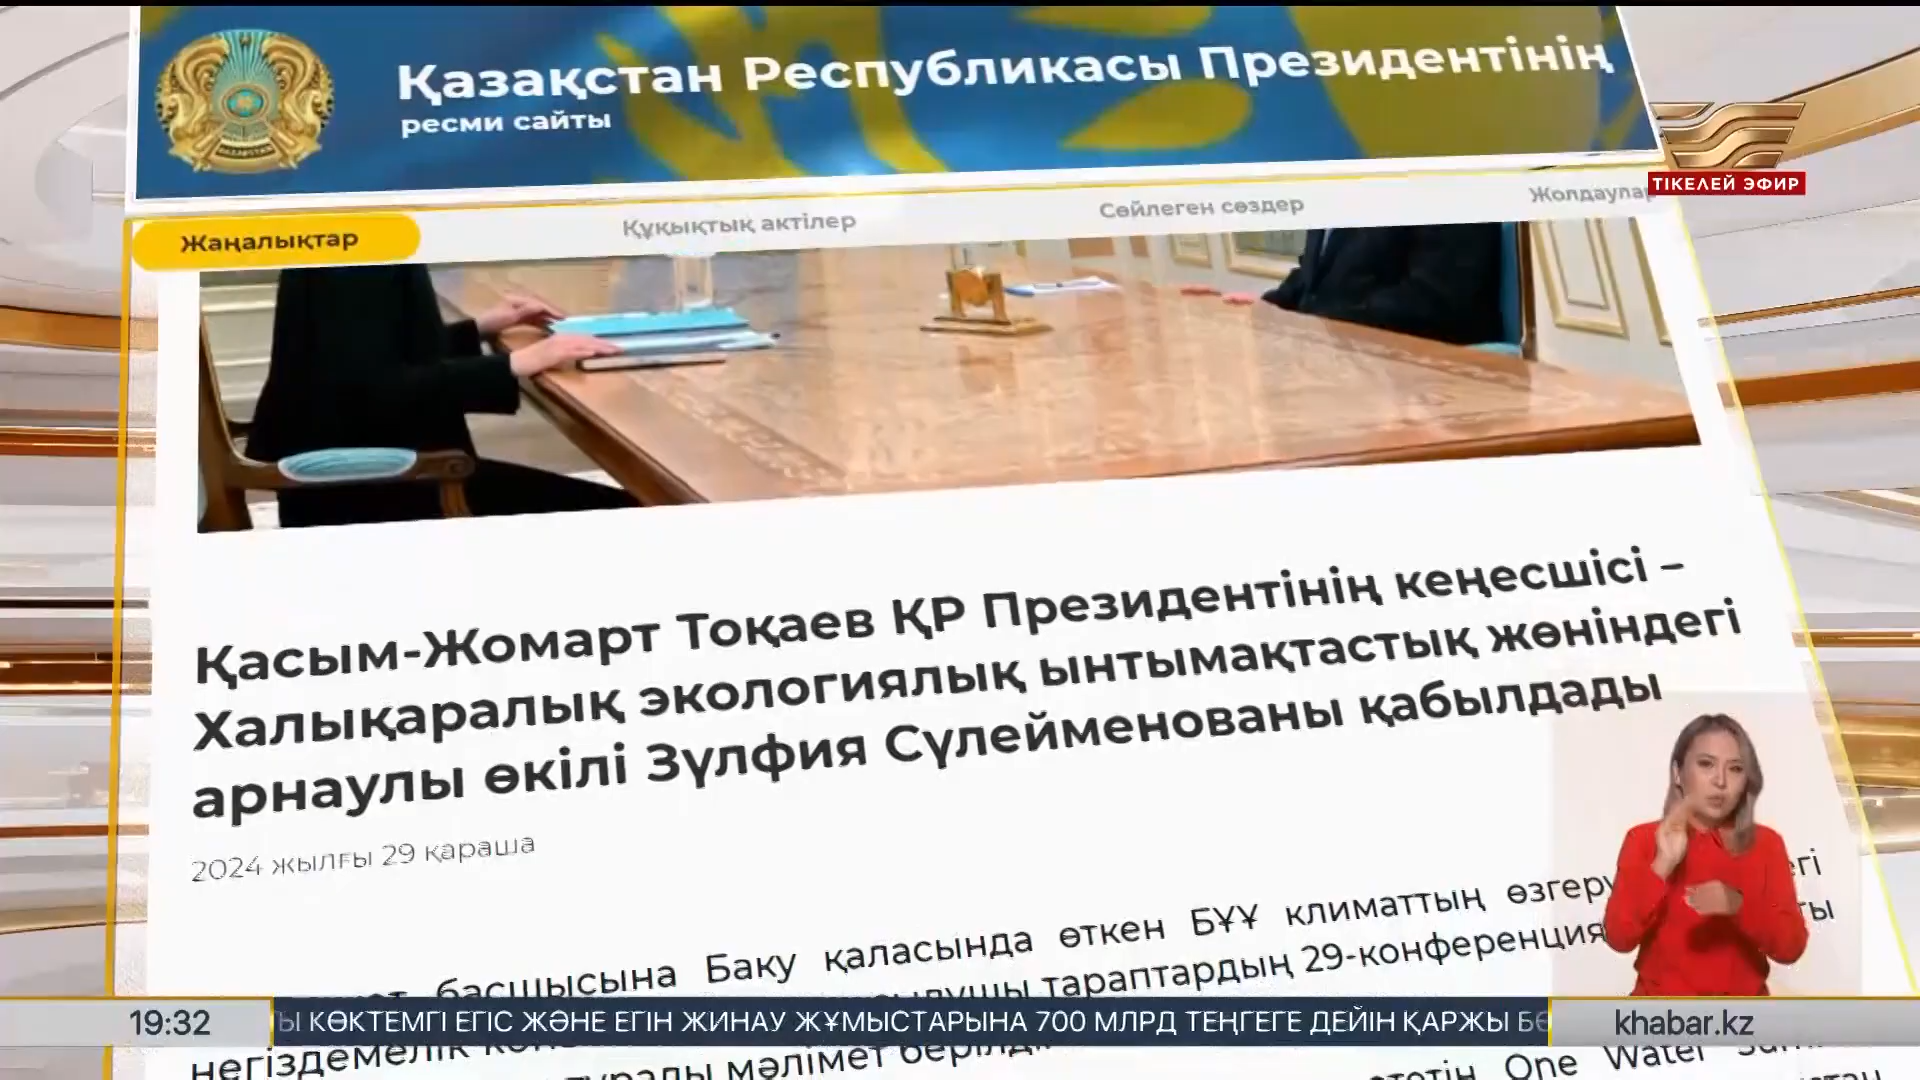 Қазақстан Республикасы Президентінің
ресми сайты
ТІКЕЛЕЙ ЭФИР
Жаңалықтар
Құқықтық актілер
Сөйлеген сөздер
Жолдаулар
Қасым-Жомарт Тоқаев ҚР Президентінің кеңесшісі –
Халықаралық экологиялық ынтымақтастық жөніндегі
арнаулы өкілі Зүлфия Сүлейменованы қабылдады
2024 жылғы 29 қараша
басшысына Баку қаласында өткен БҰҰ климаттың
тараптардың 29-конференция
19:32
КӨКТЕМГІ ЕГІС ЖӘНЕ ЕГІН ЖИНАУ ЖҰМЫСТАРЫНА 700 МЛРД ТЕҢГЕГЕ ДЕЙІН ҚАРЖЫ
khabar.kz
негіздемелік
туралы мәлімет берілді.
One Water